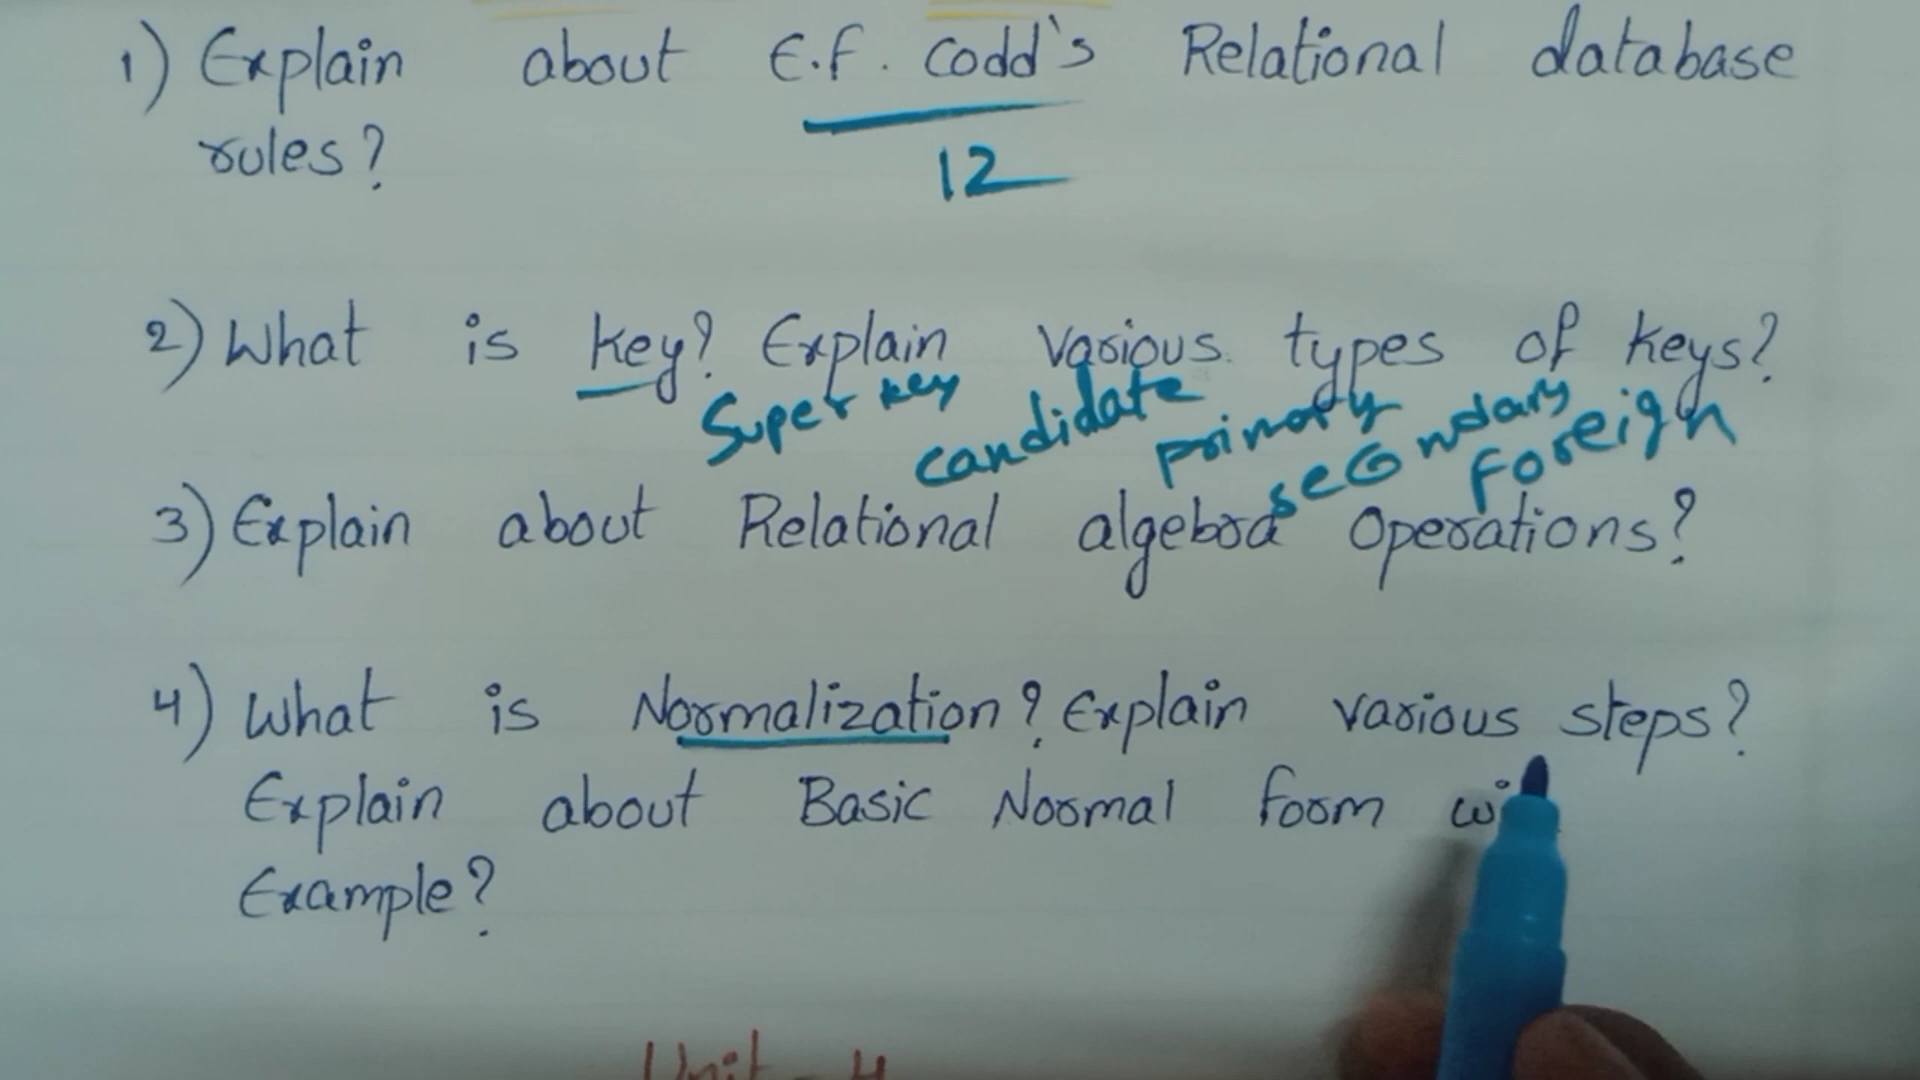 1) Explain about E.F. Codd's Relational database
rules?
12
2) What is key? Explain various types of keys?
Super key candidate primary secondary foreign
3) Explain about Relational algebra Operations?
4) What is Normalization? Explain various steps?
Explain about Basic Normal form wi
Example?
Unit - 4